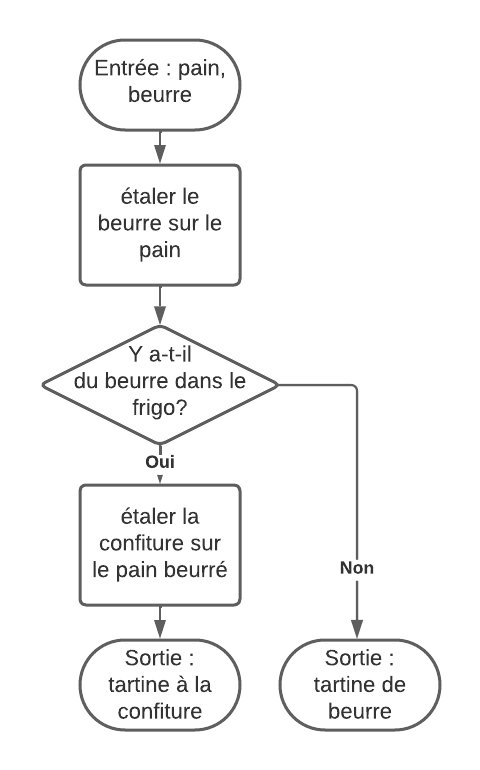 Entrée : pain,
beurre
étaler le
beurre sur le
pain
Y a-t-il
du beurre dans le
frigo?
Oui
étaler la
confiture sur
le pain beurré
Non
Sortie :
tartine à la
confiture
Sortie :
tartine de
beurre